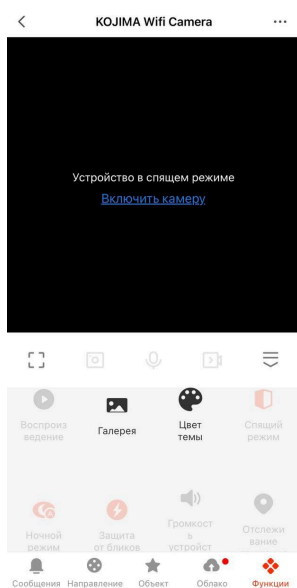 KOJIMA Wifi Camera
Устройство в спящем режиме
Включить камеру
Воспроиз
ведение
Галерея
Цвет
темы
Спящий
режим
Ночной
режим
Защита
от бликов
Громкост
ь
устройст
Отслежи
вание
Сообщения
Направление
Объект
Облако
Функции